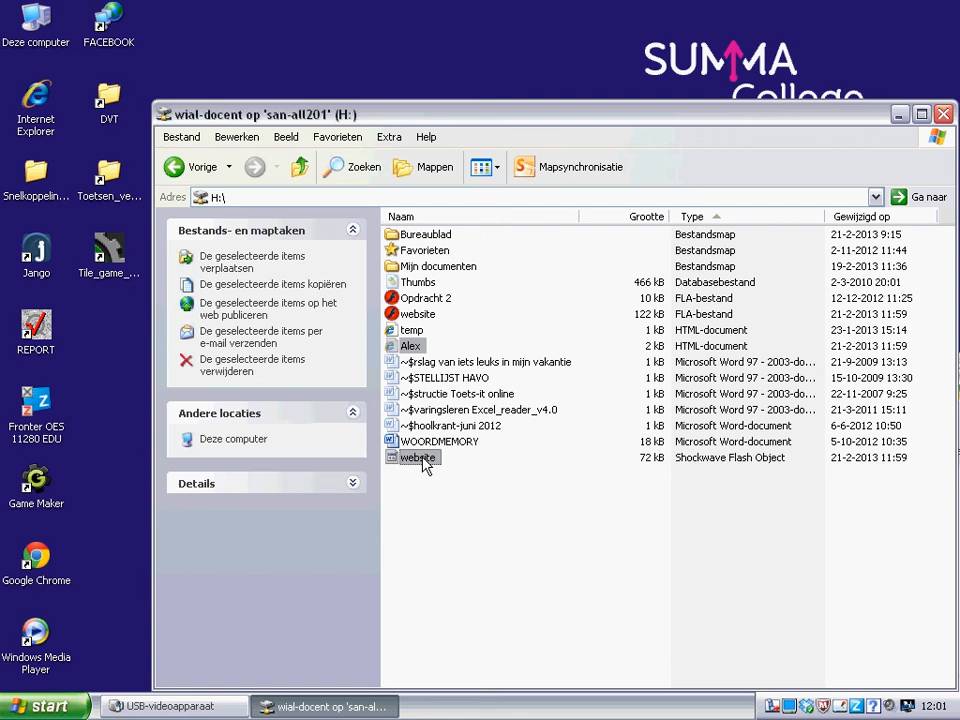 Deze computer
FACEBOOK
SUMMA
College
Internet
Explorer
DVT
Snelkoppelin...
Toetsen_ve...
Jango
Tile_game_...
REPORT
Fronter OES
11280 EDU
Game Maker
Google Chrome
Windows Media
Player
wial-docent op 'san-all201' (H:)
Bestand Bewerken Beeld Favorieten Extra Help
Vorige Zoeken Mappen Mapsynchronisatie
Adres H:\ Ga naar
Bestands- en maptaken
De geselecteerde items
verplaatsen
De geselecteerde items kopiëren
De geselecteerde items op het
web publiceren
De geselecteerde items per
e-mail verzenden
De geselecteerde items
verwijderen
Andere locaties
Deze computer
Details
Naam Grootte Type Gewijzigd op
Bureaublad Bestandsmap 21-2-2013 9:15
Favorieten Bestandsmap 2-11-2012 11:44
Mijn documenten Bestandsmap 19-2-2013 11:36
Thumbs 466 kB Databasebestand 2-3-2010 20:01
Opdracht 2 10 kB FLA-bestand 12-12-2012 11:25
website 122 kB FLA-bestand 21-2-2013 11:59
temp 1 kB HTML-document 23-1-2013 15:14
Alex 2 kB HTML-document 21-2-2013 11:59
~$rslag van iets leuks in mijn vakantie 1 kB Microsoft Word 97 - 2003-do... 21-9-2009 13:13
~$STELLIJST HAVO 1 kB Microsoft Word 97 - 2003-do... 15-10-2009 13:30
~$structie Toets-it online 1 kB Microsoft Word 97 - 2003-do... 22-11-2007 9:25
~$varingsleren Excel_reader_v4.0 1 kB Microsoft Word 97 - 2003-do... 21-3-2011 15:11
~$hoolkrant-juni 2012 1 kB Microsoft Word-document 6-6-2012 10:50
WOORDMEMORY 18 kB Microsoft Word-document 5-10-2012 10:35
website 72 kB Shockwave Flash Object 21-2-2013 11:59
start USB-videoapparaat wial-docent op 'san-al... 12:01